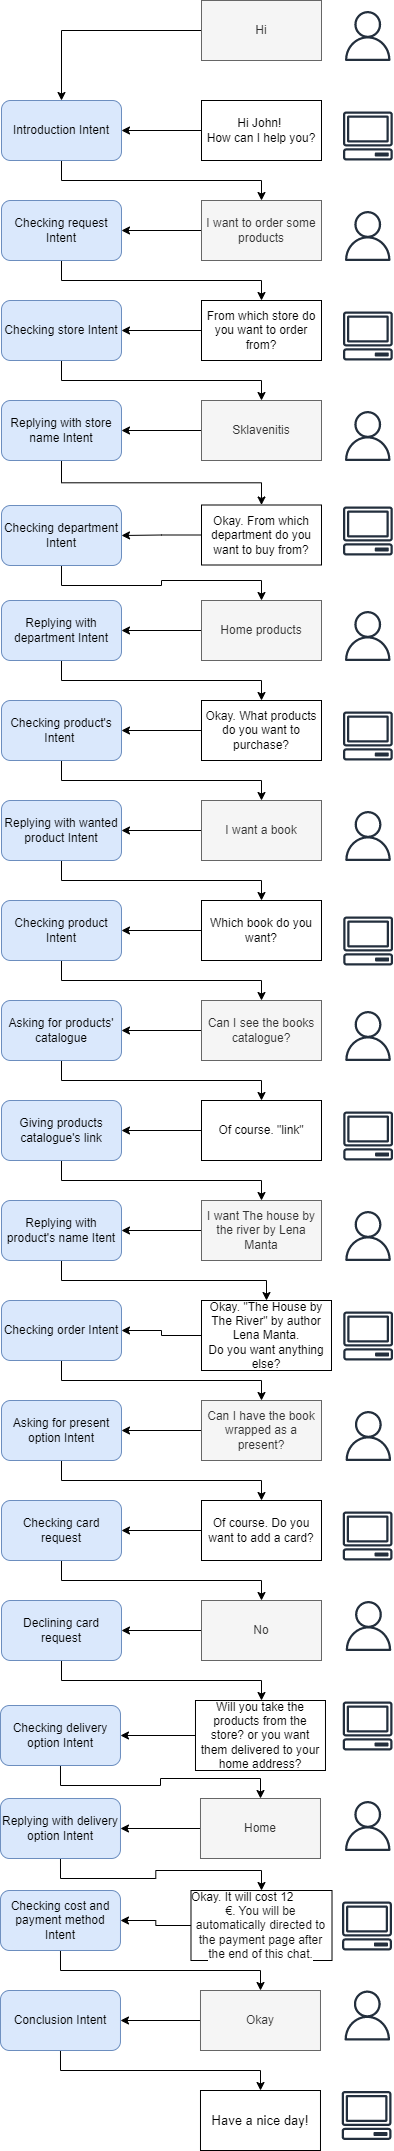 Hi
Introduction Intent
Hi John!
How can I help you?
Checking request
Intent
I want to order some
products
Checking store Intent
From which store do
you want to order
from?
Replying with store
name Intent
Sklavenitis
Checking department
Intent
Okay. From which
department do you
want to buy from?
Replying with
department Intent
Home products
Checking product's
Intent
Okay. What products
do you want to
purchase?
Replying with wanted
product Intent
I want a book
Checking product
Intent
Which book do you
want?
Asking for products'
catalogue
Can I see the books
catalogue?
Giving products
catalogue's link
Of course. "link"
Replying with
product's name Itent
I want The house by
the river by Lena
Manta
Checking order Intent
Okay. "The House by
The River" by author
Lena Manta.
Do you want anything
else?
Asking for present
option Intent
Can I have the book
wrapped as a
present?
Checking card
request
Of course. Do you
want to add a card?
Declining card
request
No
Checking delivery
option Intent
Will you take the
products from the
store? or you want
them delivered to your
home address?
Replying with delivery
option Intent
Home
Checking cost and
payment method
Intent
Okay. It will cost 12
€. You will be
automatically directed to
the payment page after
the end of this chat.
Conclusion Intent
Okay
Have a nice day!